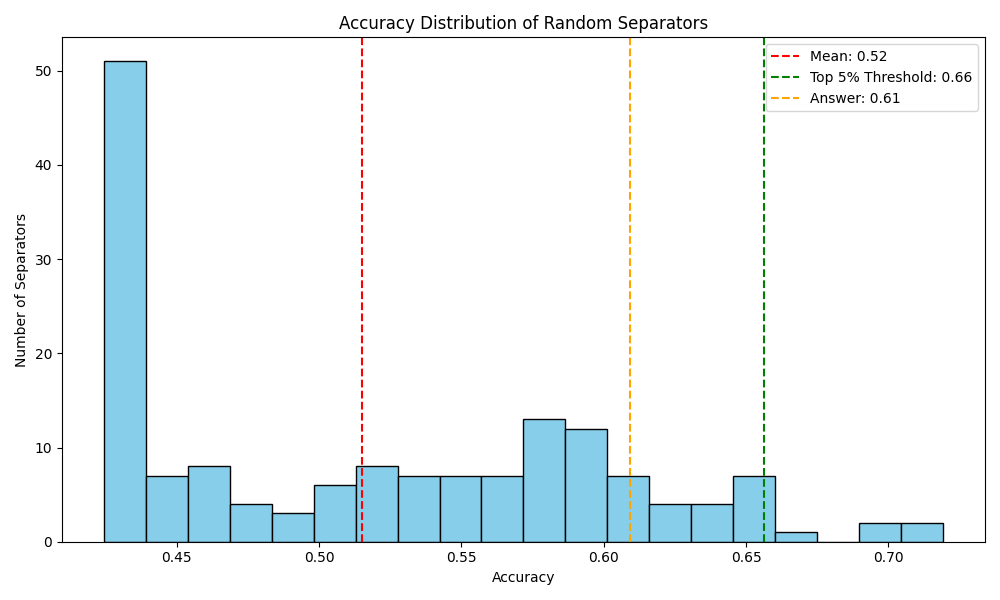 Accuracy Distribution of Random Separators
Mean: 0.52
Top 5% Threshold: 0.66
Answer: 0.61
Number of Separators
50
40
30
20
10
0
0.45 0.50 0.55 0.60 0.65 0.70
Accuracy